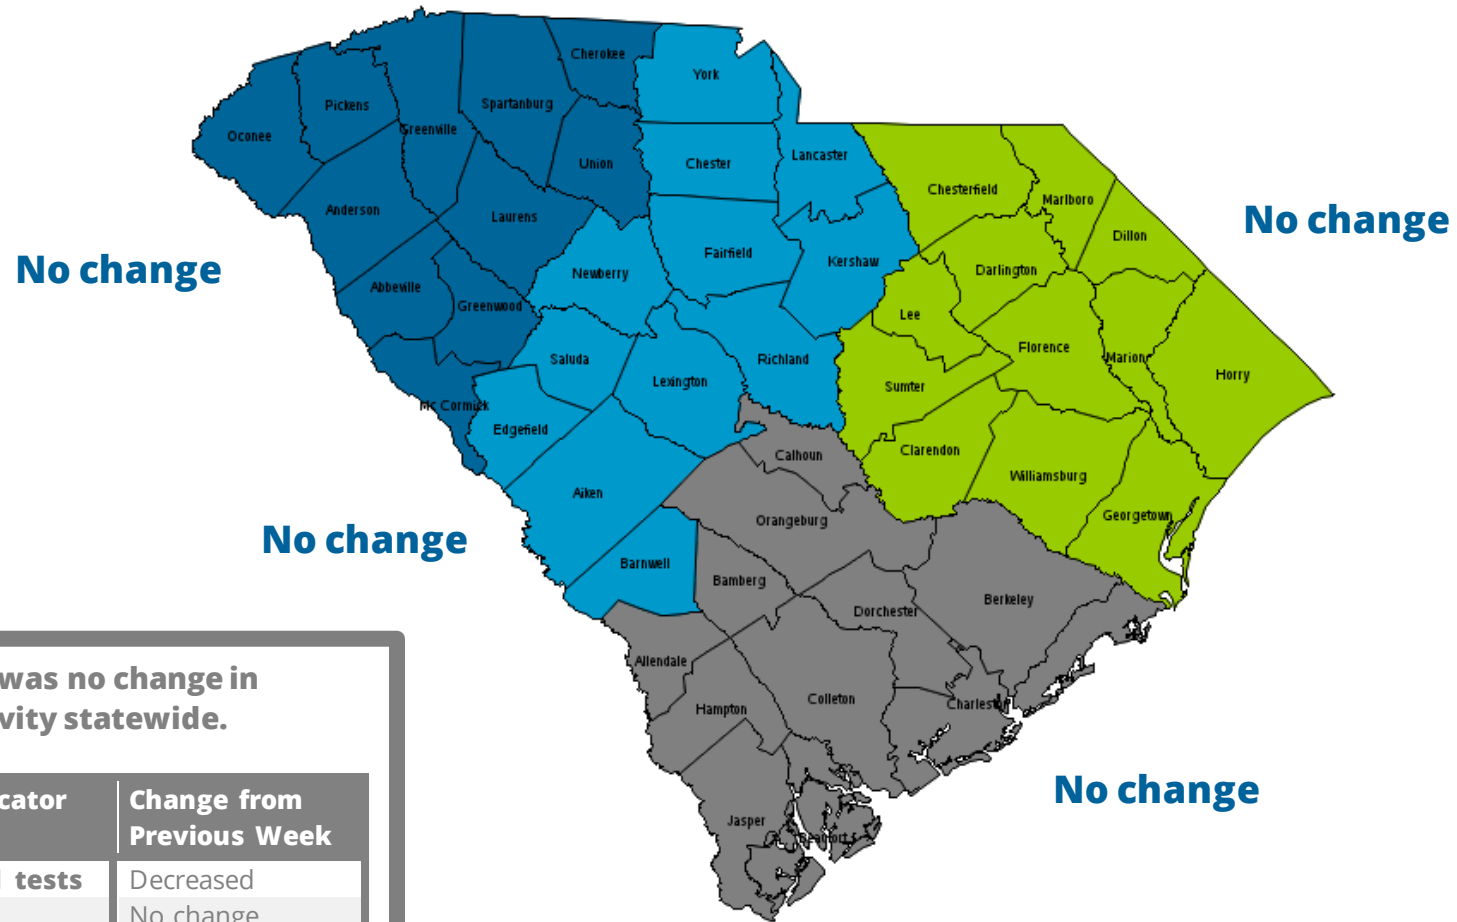 Cherokee
York
Pickens
Spartanburg
Oconee
Greenville
Union
Chester
Lancaster
Chesterfield
Marlboro
Anderson
Laurens
Dillon
No change
No change
Fairfield
Kershaw
Newberry
Darlington
Abbeville
Greenwood
Lee
Florence
Marion
Saluda
Richland
Horry
Lexington
Sumter
Mc Cormick
Edgefield
Clarendon
Calhoun
Williamsburg
Aiken
Orangeburg
Georgetown
No change
Barnwell
Bamberg
Berkeley
Dorchester
Allendale
Colleton
Charleston
Hampton
No change
Jasper
Beaufort
was no change in
vity statewide.
cator
Change from
Previous Week
tests
Decreased
No change